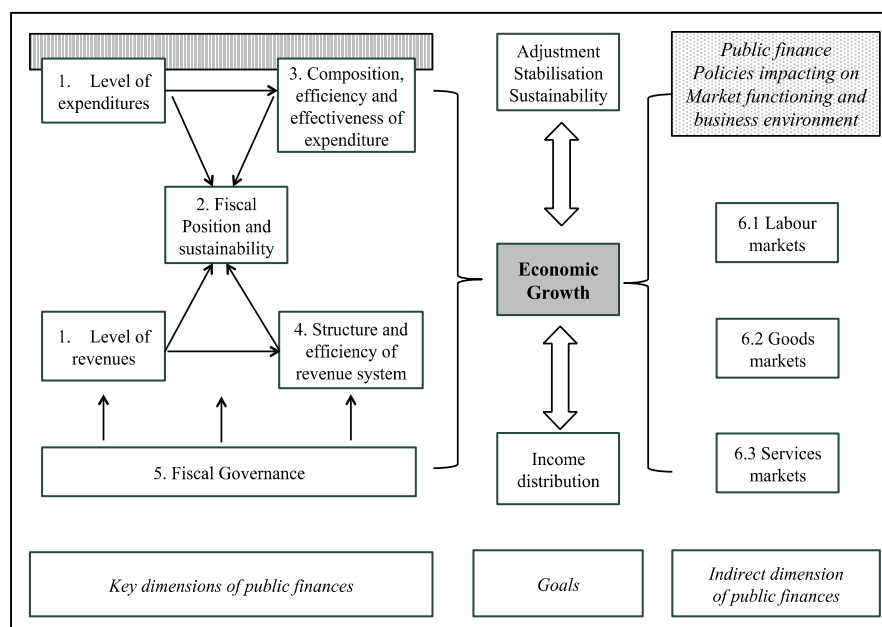 1. Level of
expenditures
3. Composition,
efficiency and
effectiveness of
expenditure
2. Fiscal
Position and
sustainability
1. Level of
revenues
4. Structure and
efficiency of
revenue system
5. Fiscal Governance
Key dimensions of public finances
Adjustment
Stabilisation
Sustainability
Economic
Growth
Income
distribution
Goals
Public finance
Policies impacting on
Market functioning and
business environment
6.1 Labour
markets
6.2 Goods
markets
6.3 Services
markets
Indirect dimension
of public finances